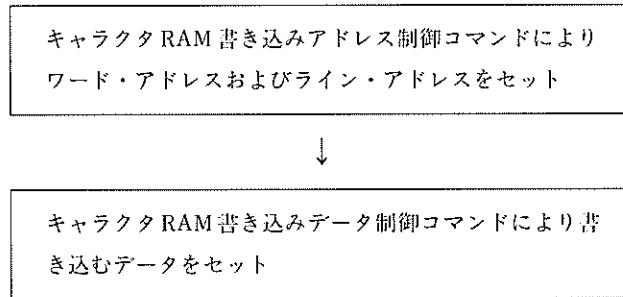 キャラクタRAM書き込みアドレス制御コマンドにより
ワード・アドレスおよびライン・アドレスをセット
↓
キャラクタRAM書き込みデータ制御コマンドにより書
き込むデータをセット